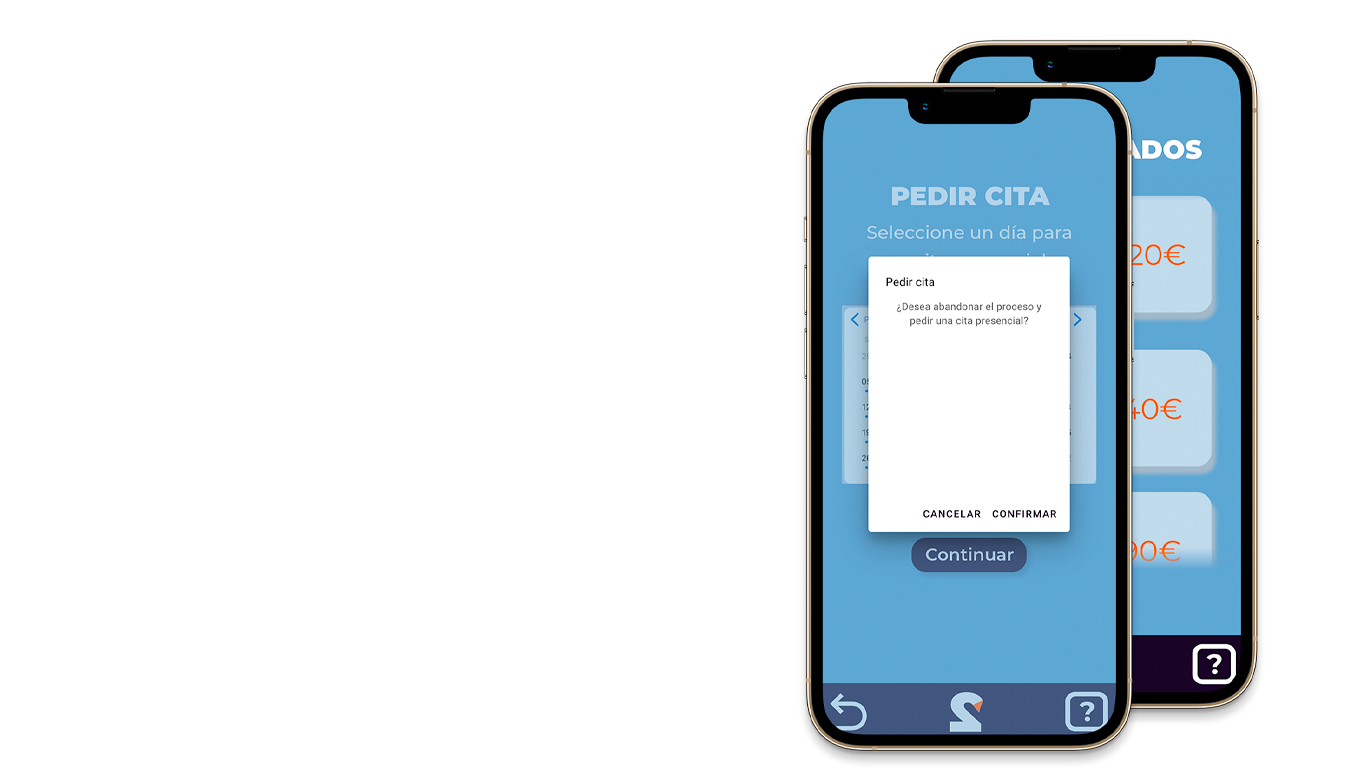 PEDIR CITA
Seleccione un día para
Pedir cita
¿Desea abandonar el proceso y
pedir una cita presencial?
CANCELAR CONFIRMAR
Continuar
?
ADOS
20€
40€
90€
?